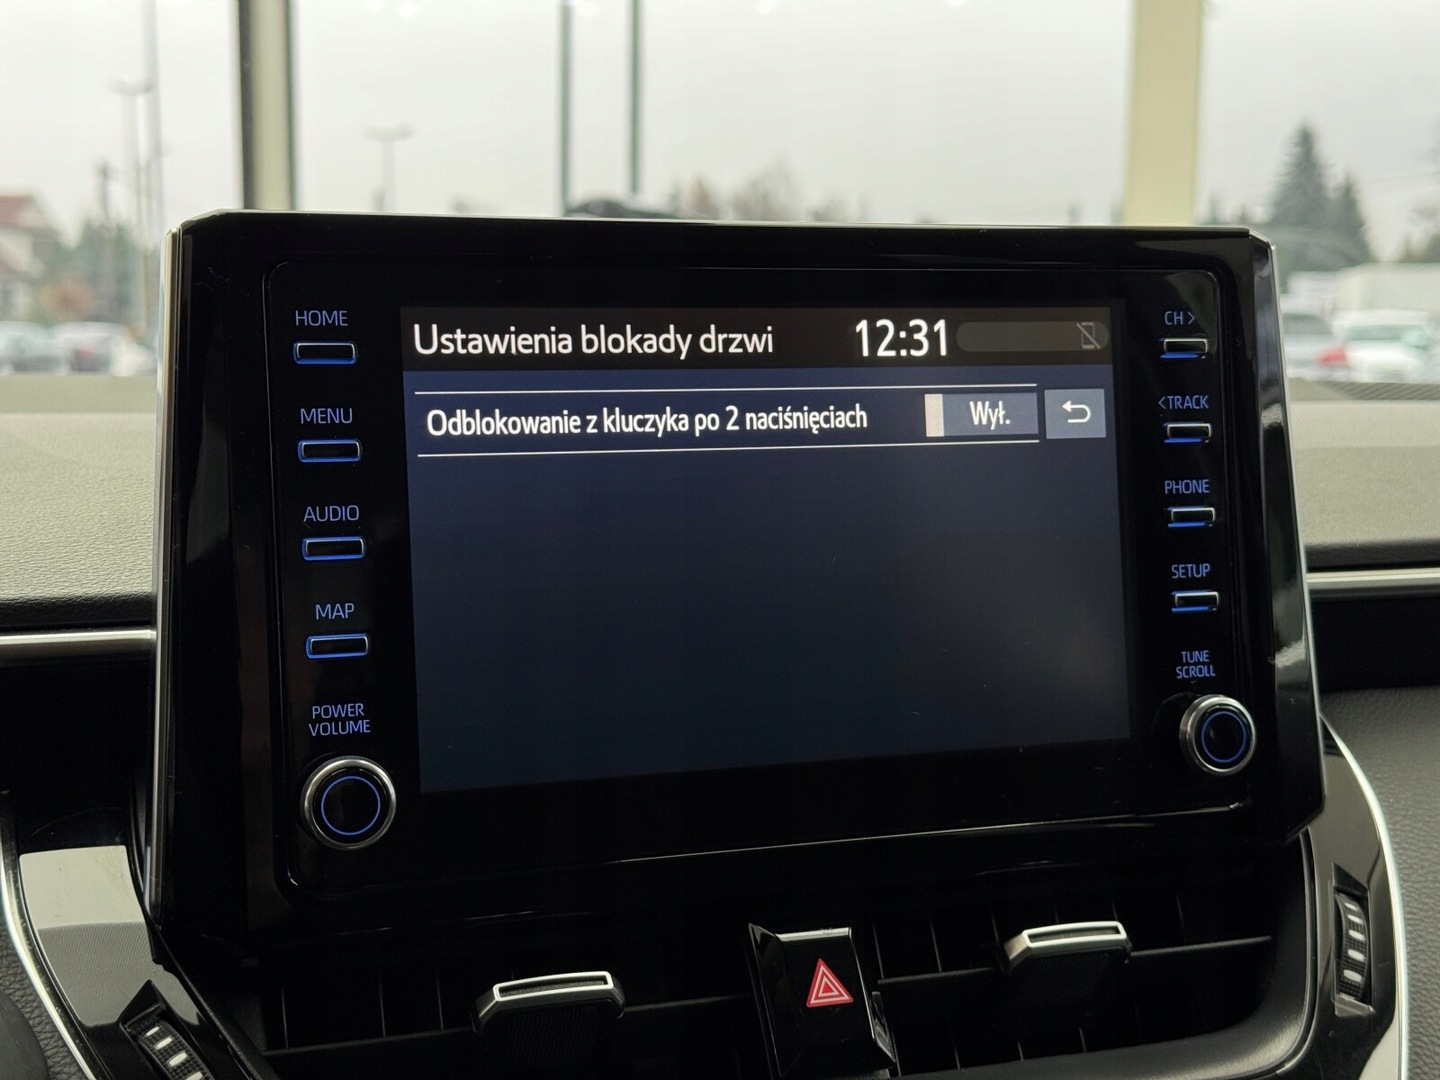 HOME
MENU
AUDIO
MAP
POWER
VOLUME
Ustawienia blokady drzwi 12:31
Odblokowanie z kluczyka po 2 naciśnięciach Wył.
CH >
< TRACK
PHONE
SETUP
TUNE
SCROLL